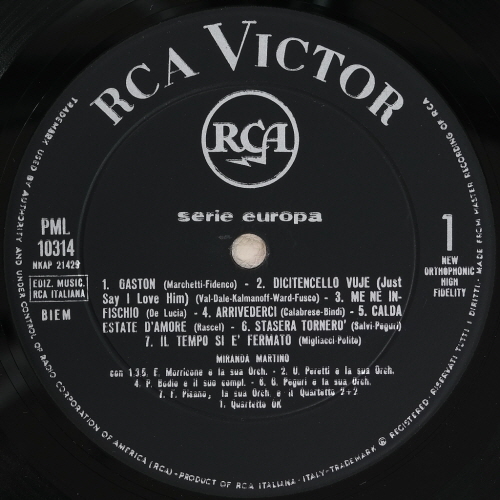 RCA VICTOR
RCA
serie europa
PML
10314
NKAP 21429
EDIZ. MUSIC.
RCA ITALIANA
BIEM
1
NEW
ORTHOPHONIC
HIGH
FIDELITY
1. GASTON (Marchetti-Fidenco) - 2. DICITENCELLO VUJE (Just
Say I Love Him) (Val-Dale-Kalmanoff-Ward-Fusco) - 3. ME NE IN-
FISCHIO (De Lucia) - 4. ARRIVEDERCI (Calabrese-Bindi) - 5. CALDA
ESTATE D'AMORE (Rascel) - 6. STASERA TORNERO' (Salvi-Peguri)
7. IL TEMPO SI E' FERMATO (Migliacci-Polito)
MIRANDA MARTINO
con 1.3.5. E. Morricone e la sua Orch. - 2. U. Peretti e la sua Orch.
4. P. Bodio e il suo compl. - 6. G. Peguri e la sua Orch.
7. F. Pisano, la sua Orch e il Quartetto 2+2
1. Quartetto OK
TRADEMARK USED BY AUTHORITY AND UNDER CONTROL OF RADIO CORPORATION OF AMERICA (RCA) - PRODUCT OF RCA ITALIANA - ITALY - TRADEMARK ® REGISTERED - RISERVATI TUTTI I DIRITTI - MADE FROM MASTER RECORDING OF RCA